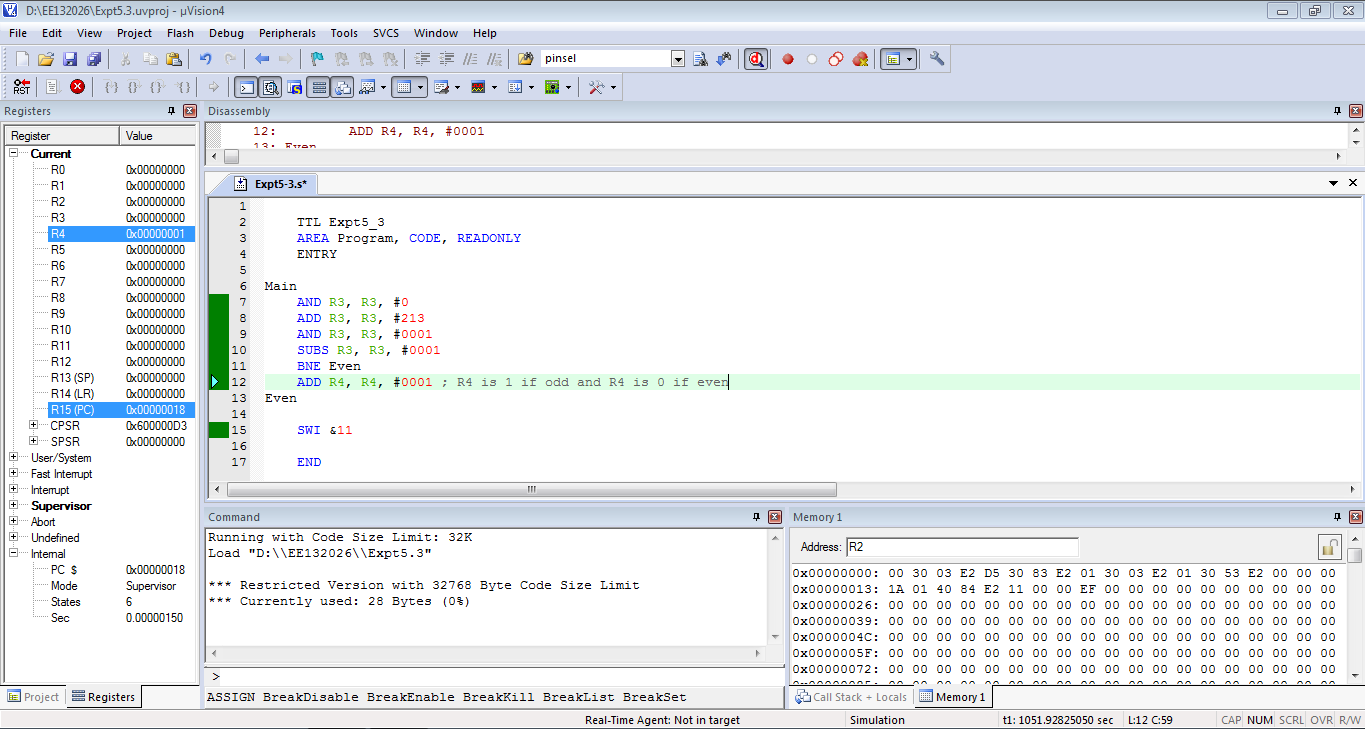 D:\EE132026\Expt5.3.uvproj - µVision4
File Edit View Project Flash Debug Peripherals Tools SVCS Window Help
pinsel
RST
Registers
Register Value
Current
R0 0x00000000
R1 0x00000000
R2 0x00000000
R3 0x00000000
R4 0x00000001
R5 0x00000000
R6 0x00000000
R7 0x00000000
R8 0x00000000
R9 0x00000000
R10 0x00000000
R11 0x00000000
R12 0x00000000
R13 (SP) 0x00000000
R14 (LR) 0x00000000
R15 (PC) 0x00000018
CPSR 0x600000D3
SPSR 0x00000000
User/System
Fast Interrupt
Interrupt
Supervisor
Abort
Undefined
Internal
PC $ 0x00000018
Mode Supervisor
States 6
Sec 0.00000150
Project Registers
Disassembly
12: ADD R4, R4, #0001
13: Even
Expt5-3.s*
1
2 TTL Expt5_3
3 AREA Program, CODE, READONLY
4 ENTRY
5
6 Main
7 AND R3, R3, #0
8 ADD R3, R3, #213
9 AND R3, R3, #0001
10 SUBS R3, R3, #0001
11 BNE Even
12 ADD R4, R4, #0001 ; R4 is 1 if odd and R4 is 0 if even
13 Even
14
15 SWI &11
16
17 END
Command
Running with Code Size Limit: 32K
Load "D:\\EE132026\\Expt5.3"
*** Restricted Version with 32768 Byte Code Size Limit
*** Currently used: 28 Bytes (0%)
>
ASSIGN BreakDisable BreakEnable BreakKill BreakList BreakSet
Memory 1
Address: R2
0x00000000: 00 30 03 E2 D5 30 83 E2 01 30 03 E2 01 30 53 E2 00 00 00
0x00000013: 1A 01 40 84 E2 11 00 00 EF 00 00 00 00 00 00 00 00 00 00
0x00000026: 00 00 00 00 00 00 00 00 00 00 00 00 00 00 00 00 00 00 00
0x00000039: 00 00 00 00 00 00 00 00 00 00 00 00 00 00 00 00 00 00 00
0x0000004C: 00 00 00 00 00 00 00 00 00 00 00 00 00 00 00 00 00 00 00
0x0000005F: 00 00 00 00 00 00 00 00 00 00 00 00 00 00 00 00 00 00 00
0x00000072: 00 00 00 00 00 00 00 00 00 00 00 00 00 00 00 00 00 00 00
Call Stack + Locals Memory 1
Real-Time Agent: Not in target Simulation t1: 1051.92825050 sec L:12 C:59 CAP NUM SCRL OVR R/W